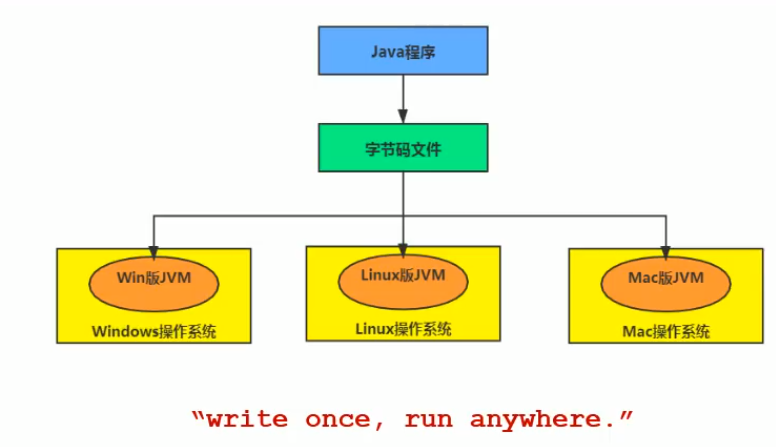 Java程序
字节码文件
Win版JVM
Windows操作系统
Linux版JVM
Linux操作系统
Mac版JVM
Mac操作系统
“write once, run anywhere.”